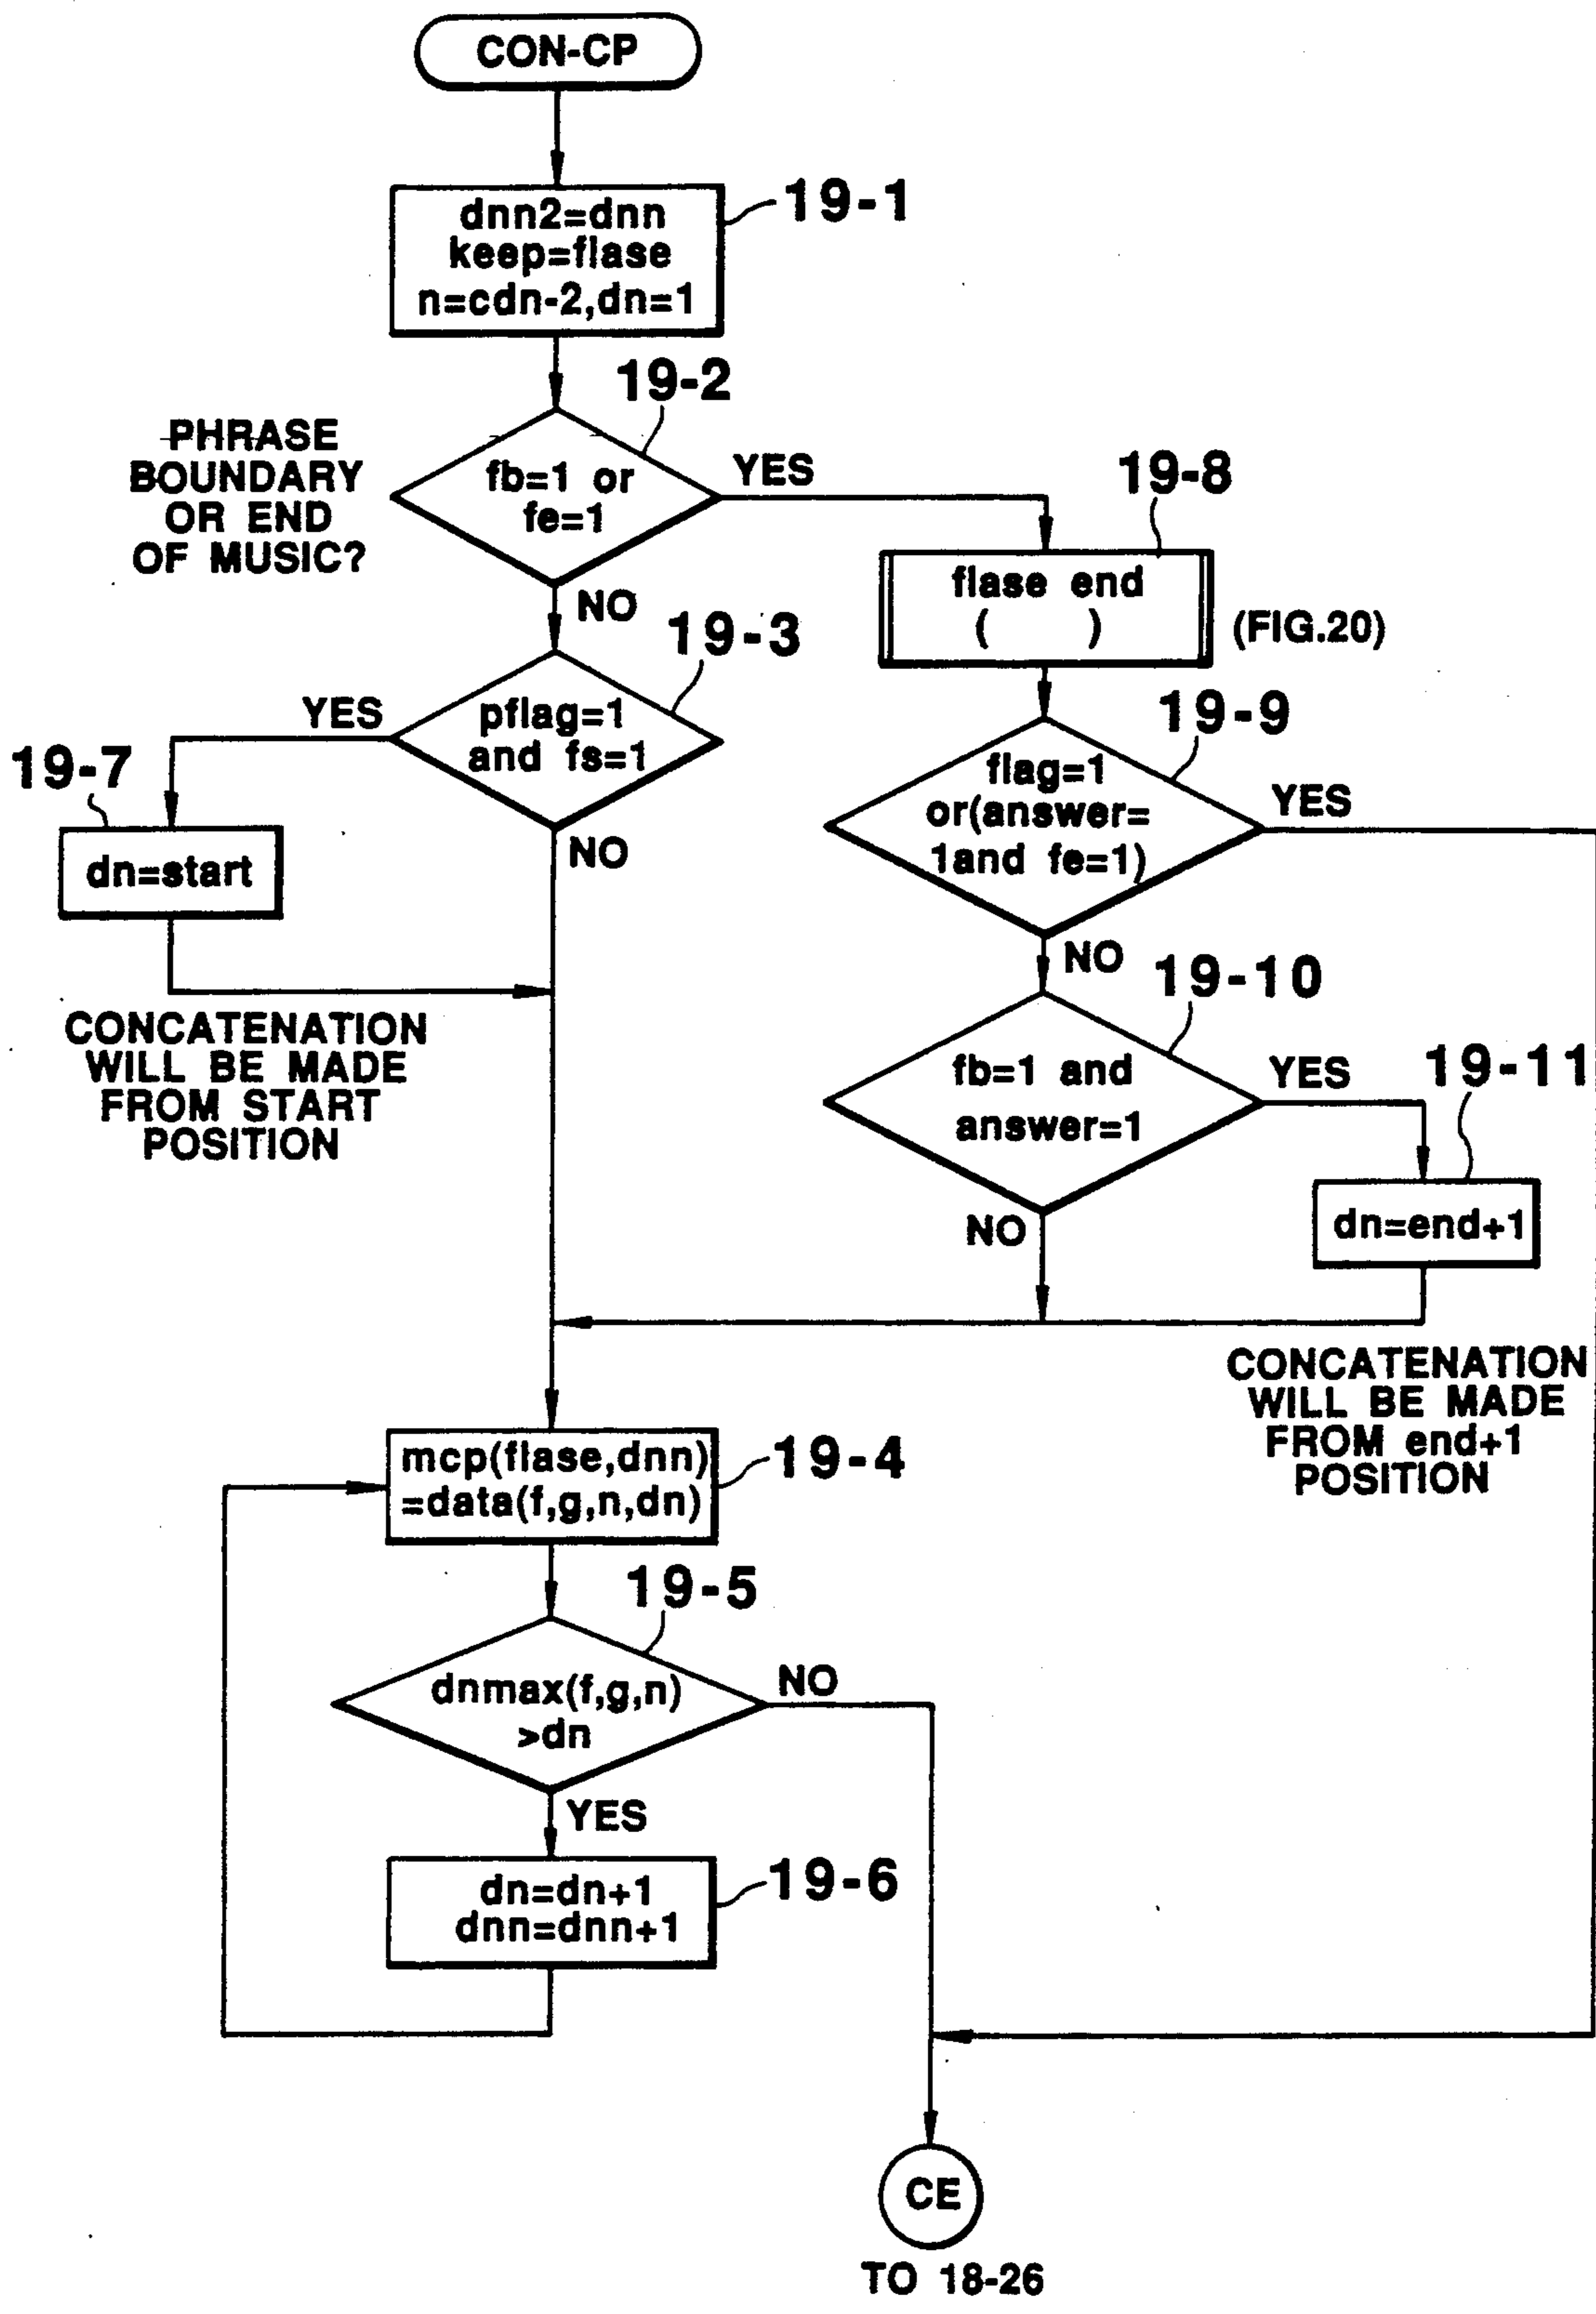 CON-CP
19-1
dnn2=dnn
keep=flase
n=cdn-2,dn=1
19-2
PHRASE
BOUNDARY
OR END
OF MUSIC?
fb=1 or
fe=1
YES
NO
19-8
flase end
( )
(FIG.20)
19-3
pflag=1
and fs=1
YES
NO
19-7
dn=start
CONCATENATION
WILL BE MADE
FROM START
POSITION
19-9
flag=1
or(answer=
1and fe=1)
YES
NO
19-10
fb=1 and
answer=1
YES
NO
19-11
dn=end+1
CONCATENATION
WILL BE MADE
FROM end+1
POSITION
mcp(flase,dnn)
=data(f,g,n,dn)
19-4
19-5
dnmax(f,g,n)
>dn
NO
YES
dn=dn+1
dnn=dnn+1
19-6
CE
TO 18-26